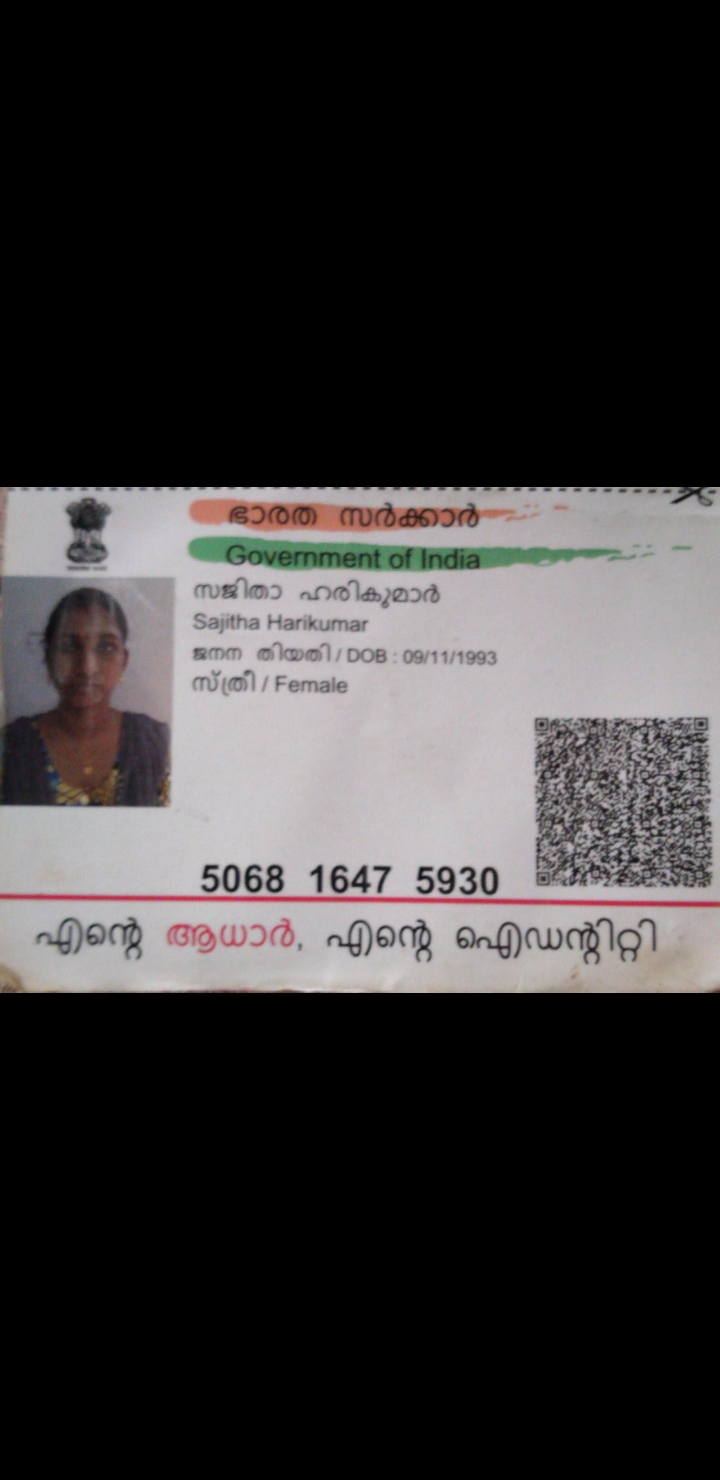 ഭാരത സർക്കാർ
Government of India
സജിതാ ഹരികുമാർ
Sajitha Harikumar
ജനന തിയതി / DOB : 09/11/1993
സ്ത്രീ / Female
5068 1647 5930
എന്റെ ആധാർ, എന്റെ ഐഡന്റിറ്റി